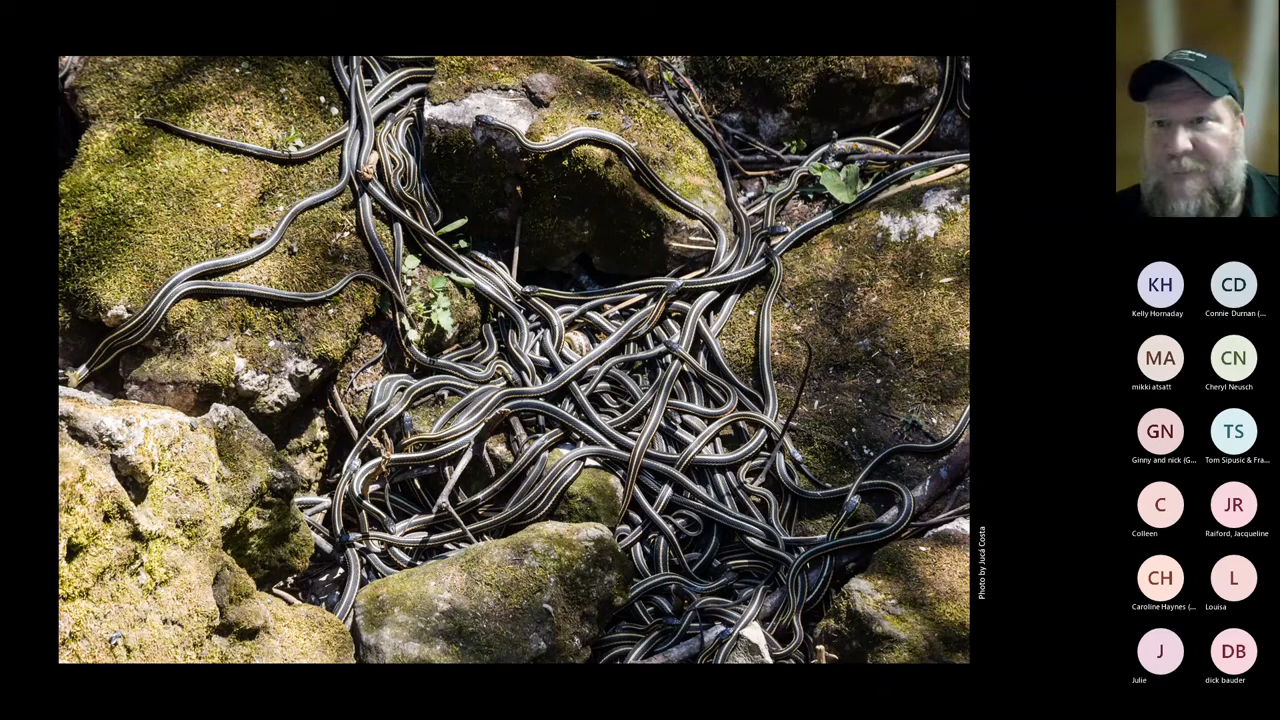 Photo by Jucá Costa
KH
CD
Kelly Hornaday
Connie Durnan (...
MA
CN
mikki atsatt
Cheryl Neusch
GN
TS
Ginny and nick (G...
Tom Sipusic & Fra...
C
JR
Colleen
Raiford, Jacqueline
CH
L
Caroline Haynes (...
Louisa
J
DB
Julie
dick bauder